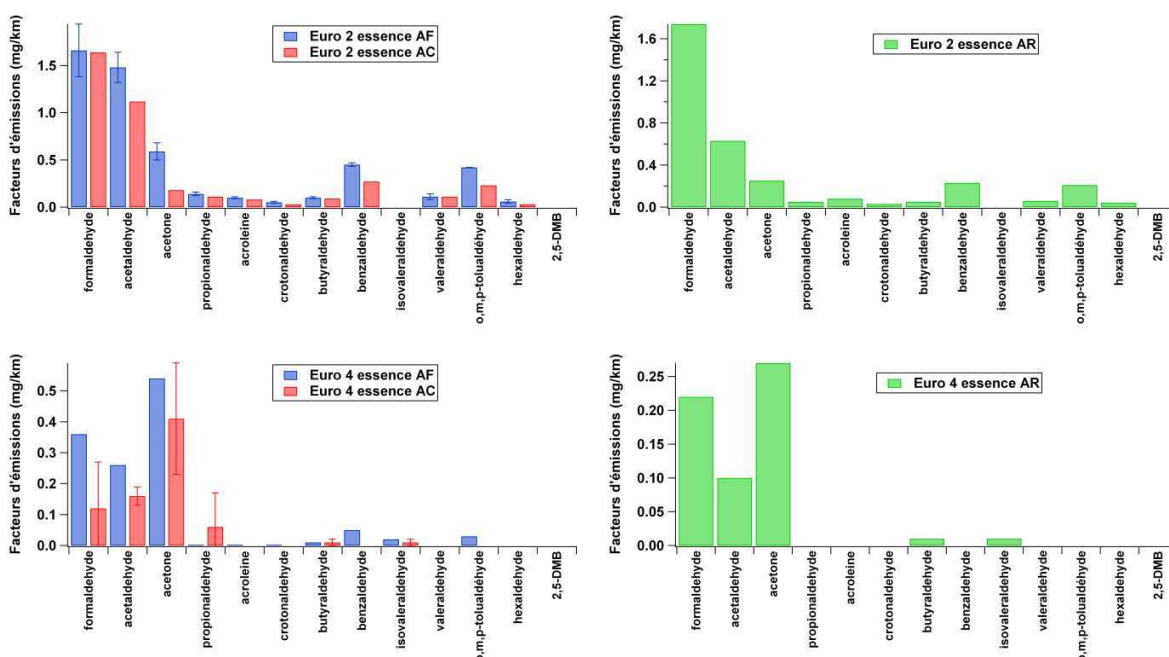 Facteurs d'émissions (mg/km)
1.5
1.0
0.5
0.0
Euro 2 essence AF
Euro 2 essence AC
formaldehyde
acetaldehyde
acetone
propionaldehyde
acroleine
crotonaldehyde
butyraldehyde
benzaldehyde
isovaleraldehyde
valeraldehyde
o,m,p-tolualdéhyde
hexaldehyde
2,5-DMB
Facteurs d'émissions (mg/km)
1.6
1.2
0.8
0.4
0.0
Euro 2 essence AR
formaldehyde
acetaldehyde
acetone
propionaldehyde
acroleine
crotonaldehyde
butyraldehyde
benzaldehyde
isovaleraldehyde
valeraldehyde
o,m,p-tolualdéhyde
hexaldehyde
2,5-DMB
Facteurs d'émissions (mg/km)
0.5
0.4
0.3
0.2
0.1
0.0
Euro 4 essence AF
Euro 4 essence AC
formaldehyde
acetaldehyde
acetone
propionaldehyde
acroleine
crotonaldehyde
butyraldehyde
benzaldehyde
isovaleraldehyde
valeraldehyde
o,m,p-tolualdéhyde
hexaldehyde
2,5-DMB
Facteurs d'émissions (mg/km)
0.25
0.20
0.15
0.10
0.05
0.00
Euro 4 essence AR
formaldehyde
acetaldehyde
acetone
propionaldehyde
acroleine
crotonaldehyde
butyraldehyde
benzaldehyde
isovaleraldehyde
valeraldehyde
o,m,p-tolualdéhyde
hexaldehyde
2,5-DMB